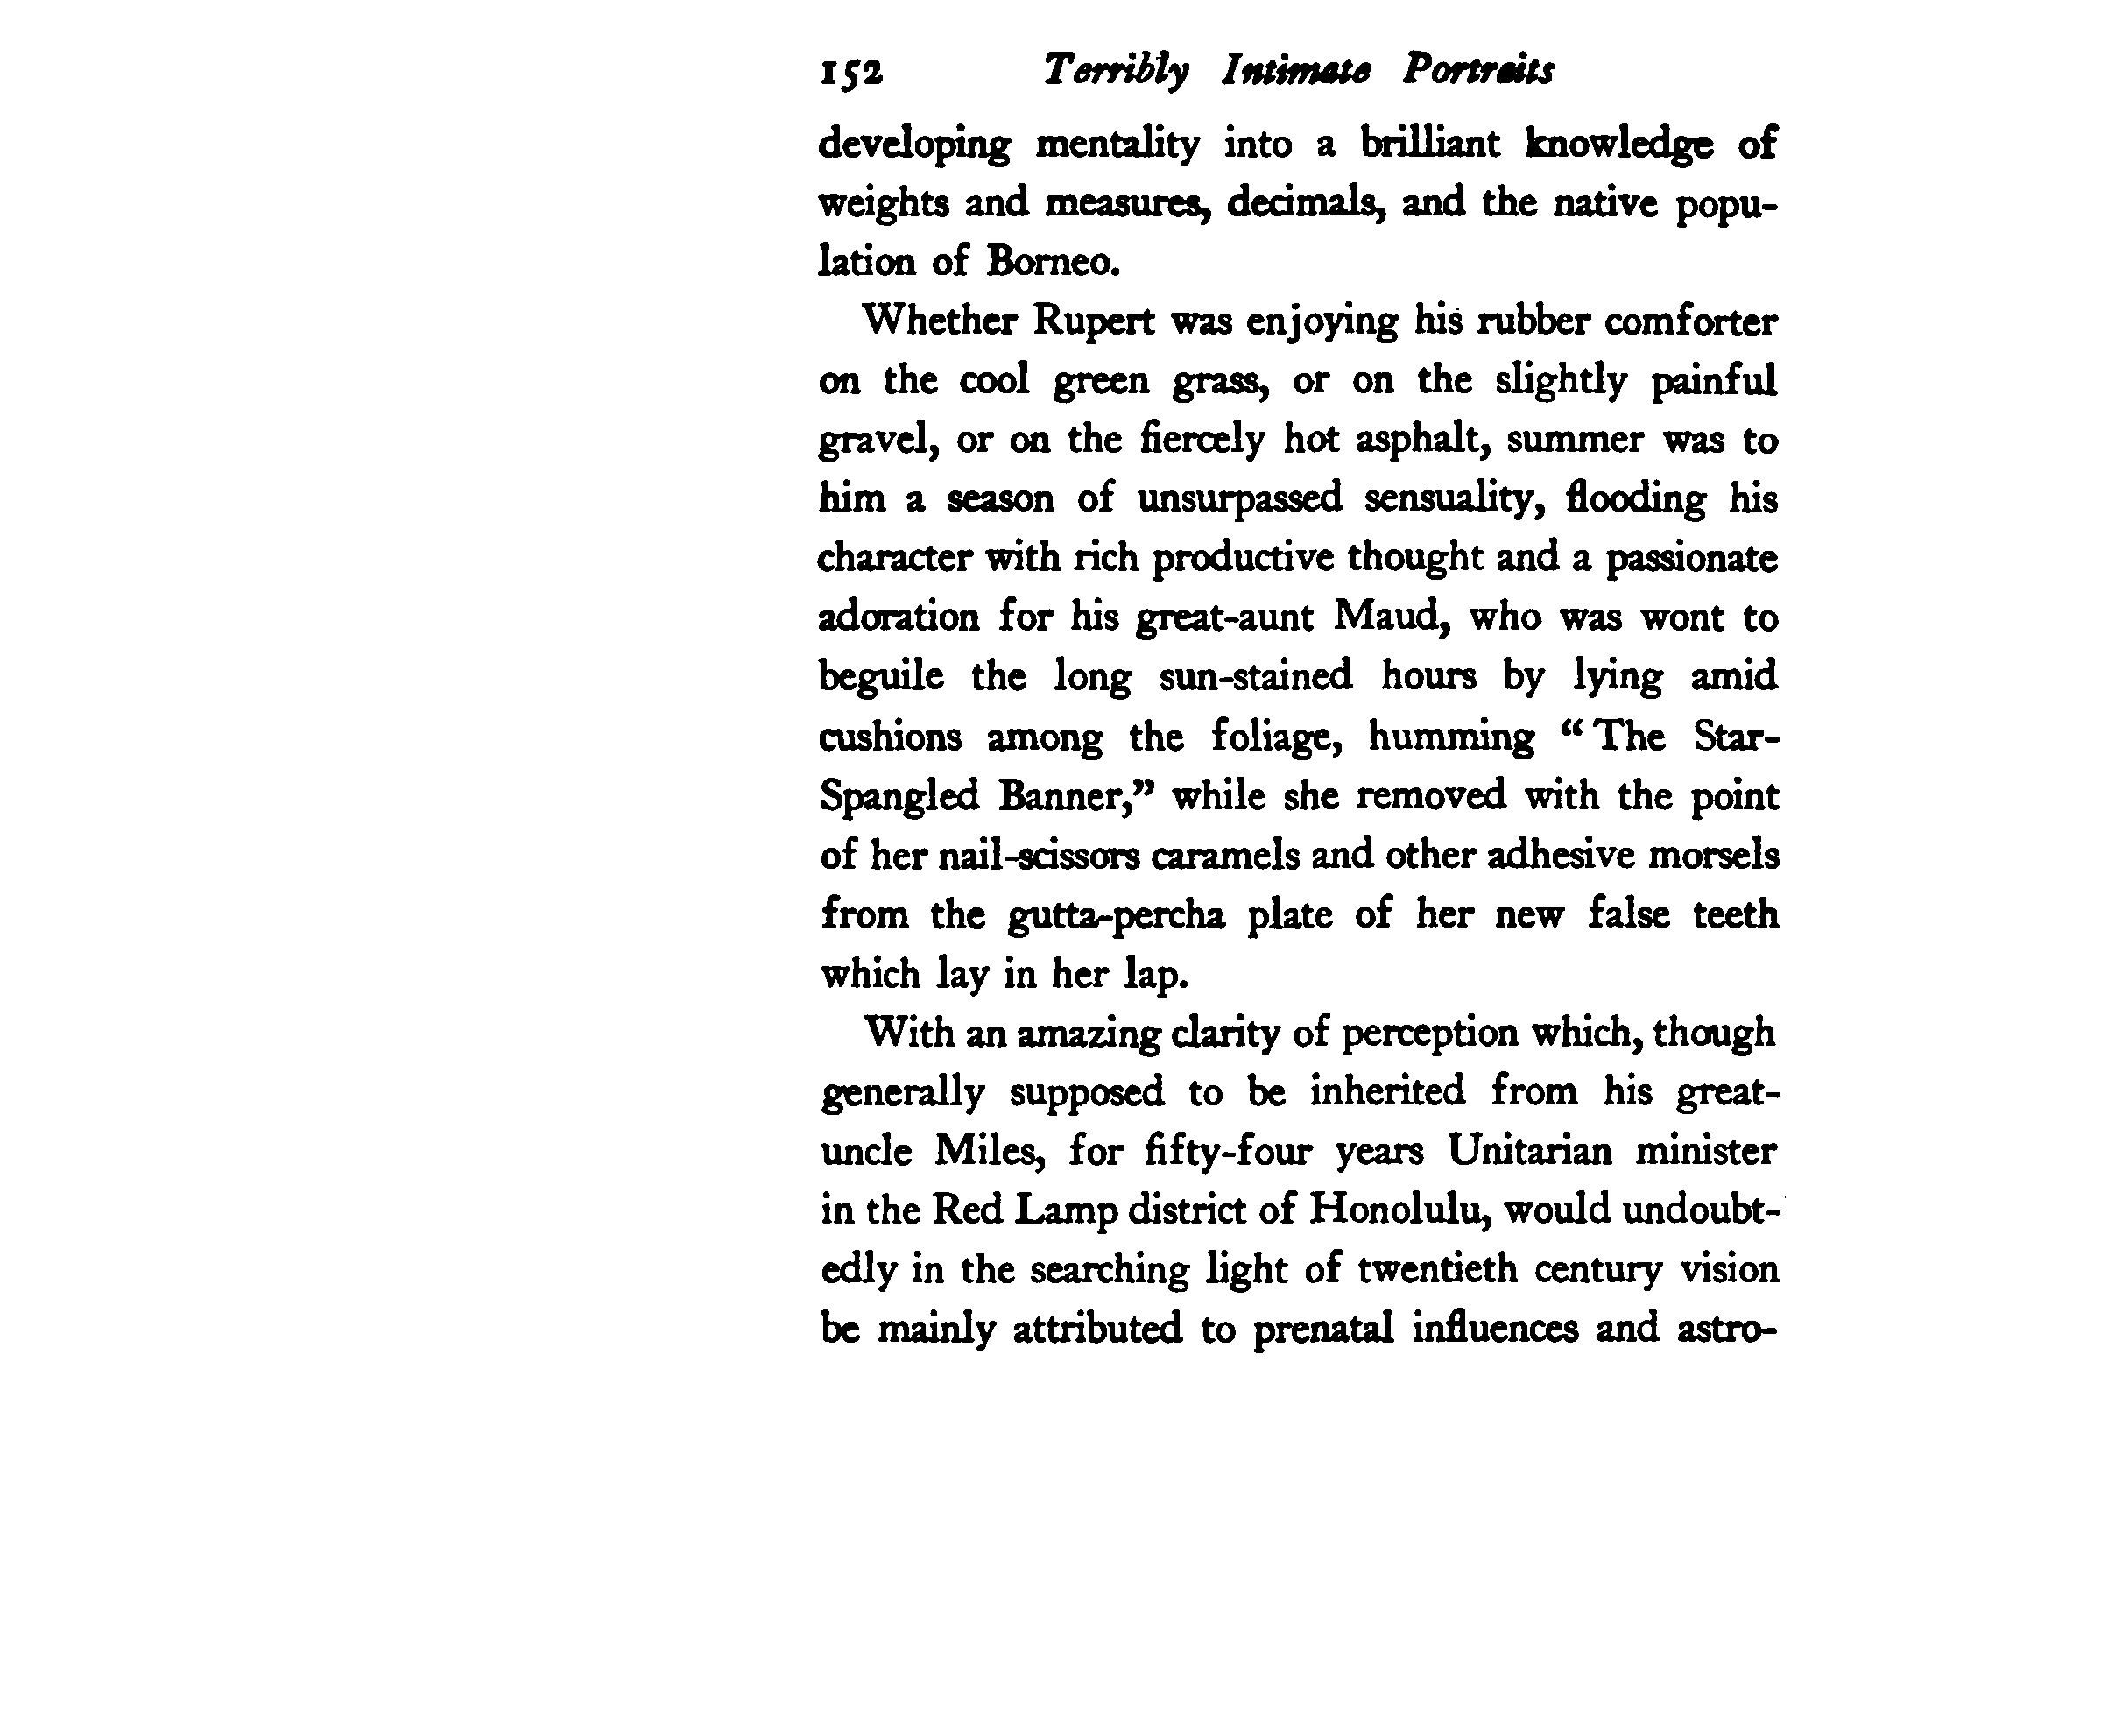 152 Terribly Intimate Portraits
developing mentality into a brilliant knowledge of
weights and measures, decimals, and the native popu-
lation of Borneo.
Whether Rupert was enjoying his rubber comforter
on the cool green grass, or on the slightly painful
gravel, or on the fiercely hot asphalt, summer was to
him a season of unsurpassed sensuality, flooding his
character with rich productive thought and a passionate
adoration for his great-aunt Maud, who was wont to
beguile the long sun-stained hours by lying amid
cushions among the foliage, humming “The Star-
Spangled Banner,” while she removed with the point
of her nail-scissors caramels and other adhesive morsels
from the gutta-percha plate of her new false teeth
which lay in her lap.
With an amazing clarity of perception which, though
generally supposed to be inherited from his great-
uncle Miles, for fifty-four years Unitarian minister
in the Red Lamp district of Honolulu, would undoubt-
edly in the searching light of twentieth century vision
be mainly attributed to prenatal influences and astro-